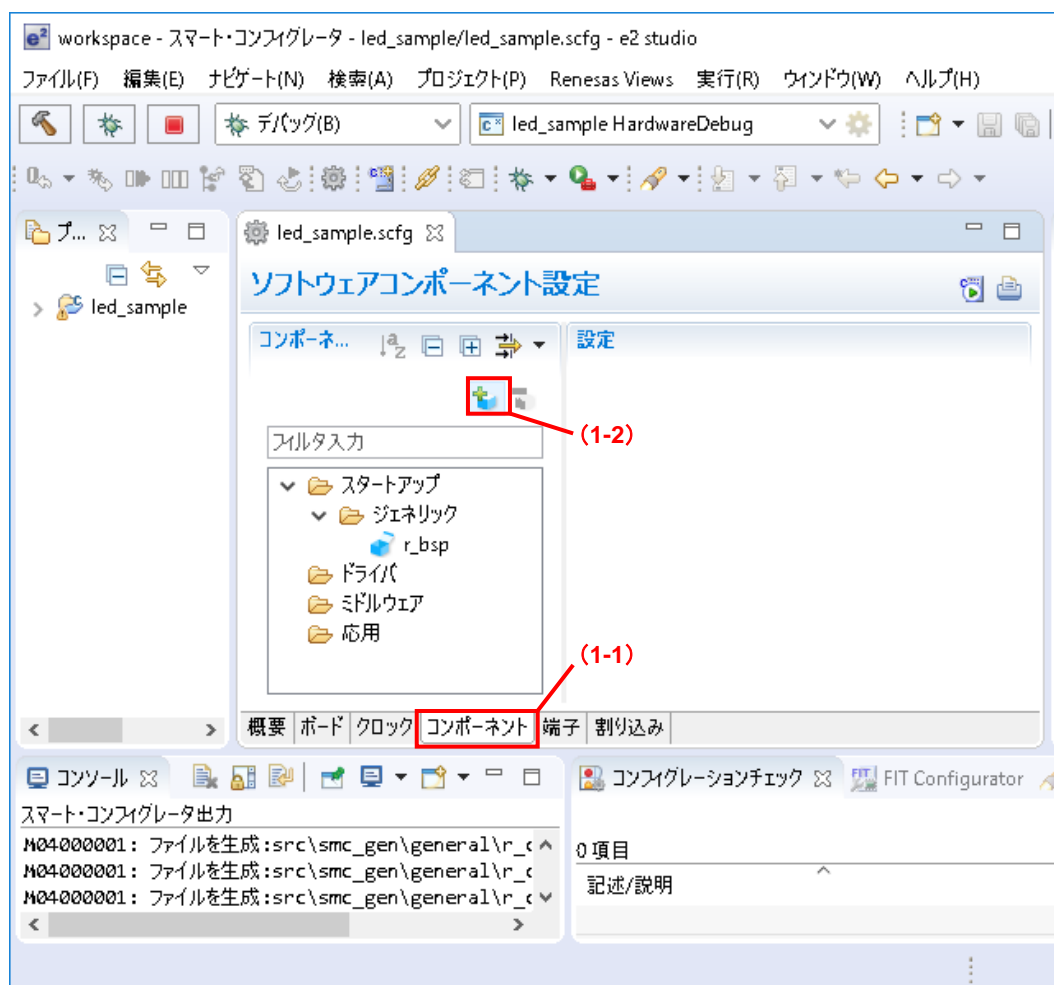 workspace - スマート・コンフィグレータ - led_sample/led_sample.scfg - e2 studio
ファイル(F) 編集(E) ナビゲート(N) 検索(A) プロジェクト(P) Renesas Views 実行(R) ウィンドウ(W) ヘルプ(H)
デバッグ(B) led_sample HardwareDebug
プ... led_sample.scfg
ソフトウェアコンポーネント設定
led_sample
コンポーネ... 設定
(1-2)
フィルタ入力
スタートアップ
ジェネリック
r_bsp
ドライバ
ミドルウェア
応用
(1-1)
概要 ボード クロック コンポーネント 端子 割り込み
コンソール コンフィグレーションチェック FIT Configurator
スマート・コンフィグレータ出力
M04000001: ファイルを生成:src\smc_gen\general\r_c
M04000001: ファイルを生成:src\smc_gen\general\r_c
M04000001: ファイルを生成:src\smc_gen\general\r_c
0 項目
記述/説明